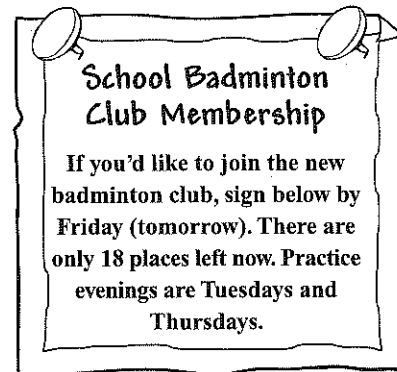 School Badminton
Club Membership
If you'd like to join the new
badminton club, sign below by
Friday (tomorrow). There are
only 18 places left now. Practice
evenings are Tuesdays and
Thursdays.